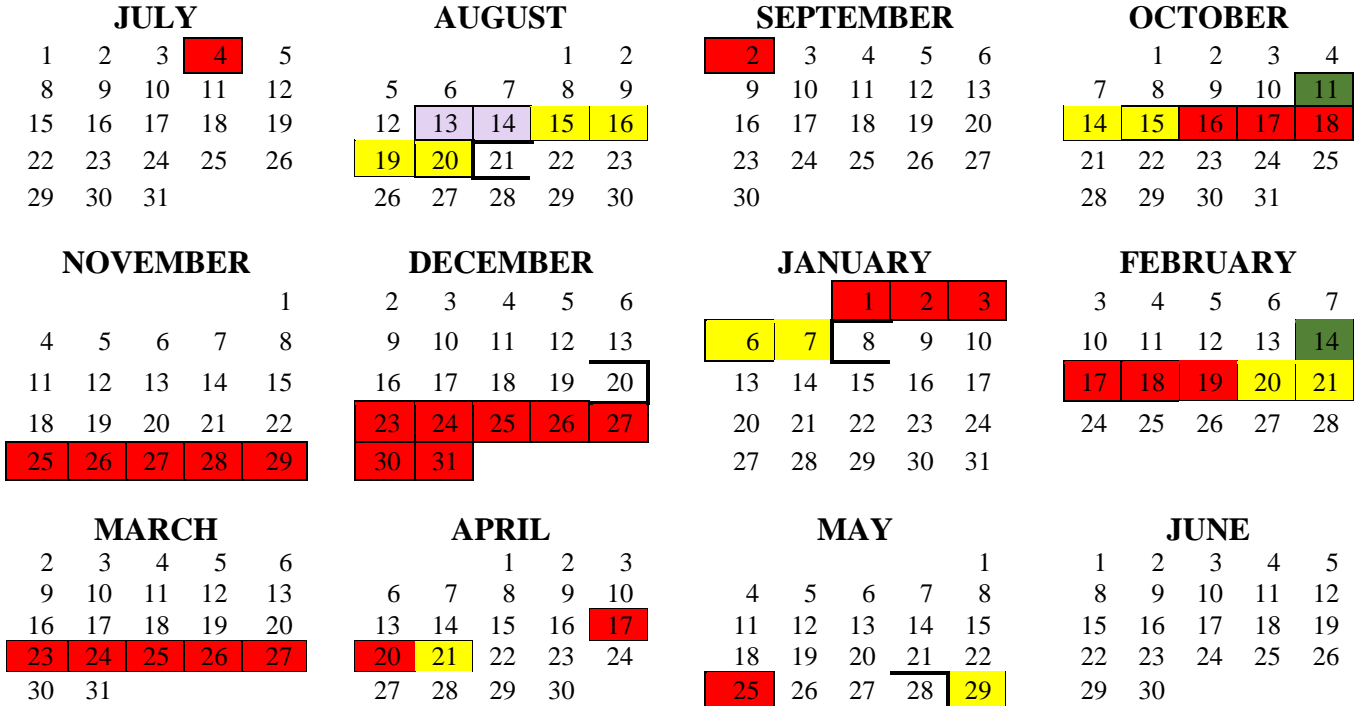 JULY AUGUST SEPTEMBER OCTOBER
1 2 3 4 5 1 2 2 3 4 5 6 1 2 3 4
8 9 10 11 12 5 6 7 8 9 9 10 11 12 13 7 8 9 10 11
15 16 17 18 19 12 13 14 15 16 16 17 18 19 20 14 15 16 17 18
22 23 24 25 26 19 20 21 22 23 23 24 25 26 27 21 22 23 24 25
29 30 31 26 27 28 29 30 30 28 29 30 31
NOVEMBER DECEMBER JANUARY FEBRUARY
1 2 3 4 5 6 1 2 3 3 4 5 6 7
4 5 6 7 8 9 10 11 12 13 6 7 8 9 10 10 11 12 13 14
11 12 13 14 15 16 17 18 19 20 13 14 15 16 17 17 18 19 20 21
18 19 20 21 22 23 24 25 26 27 20 21 22 23 24 24 25 26 27 28
25 26 27 28 29 30 31 27 28 29 30 31
MARCH APRIL MAY JUNE
2 3 4 5 6 1 2 3 1 1 2 3 4 5
9 10 11 12 13 6 7 8 9 10 4 5 6 7 8 8 9 10 11 12
16 17 18 19 20 13 14 15 16 17 11 12 13 14 15 15 16 17 18 19
23 24 25 26 27 20 21 22 23 24 18 19 20 21 22 22 23 24 25 26
30 31 27 28 29 30 25 26 27 28 29 29 30